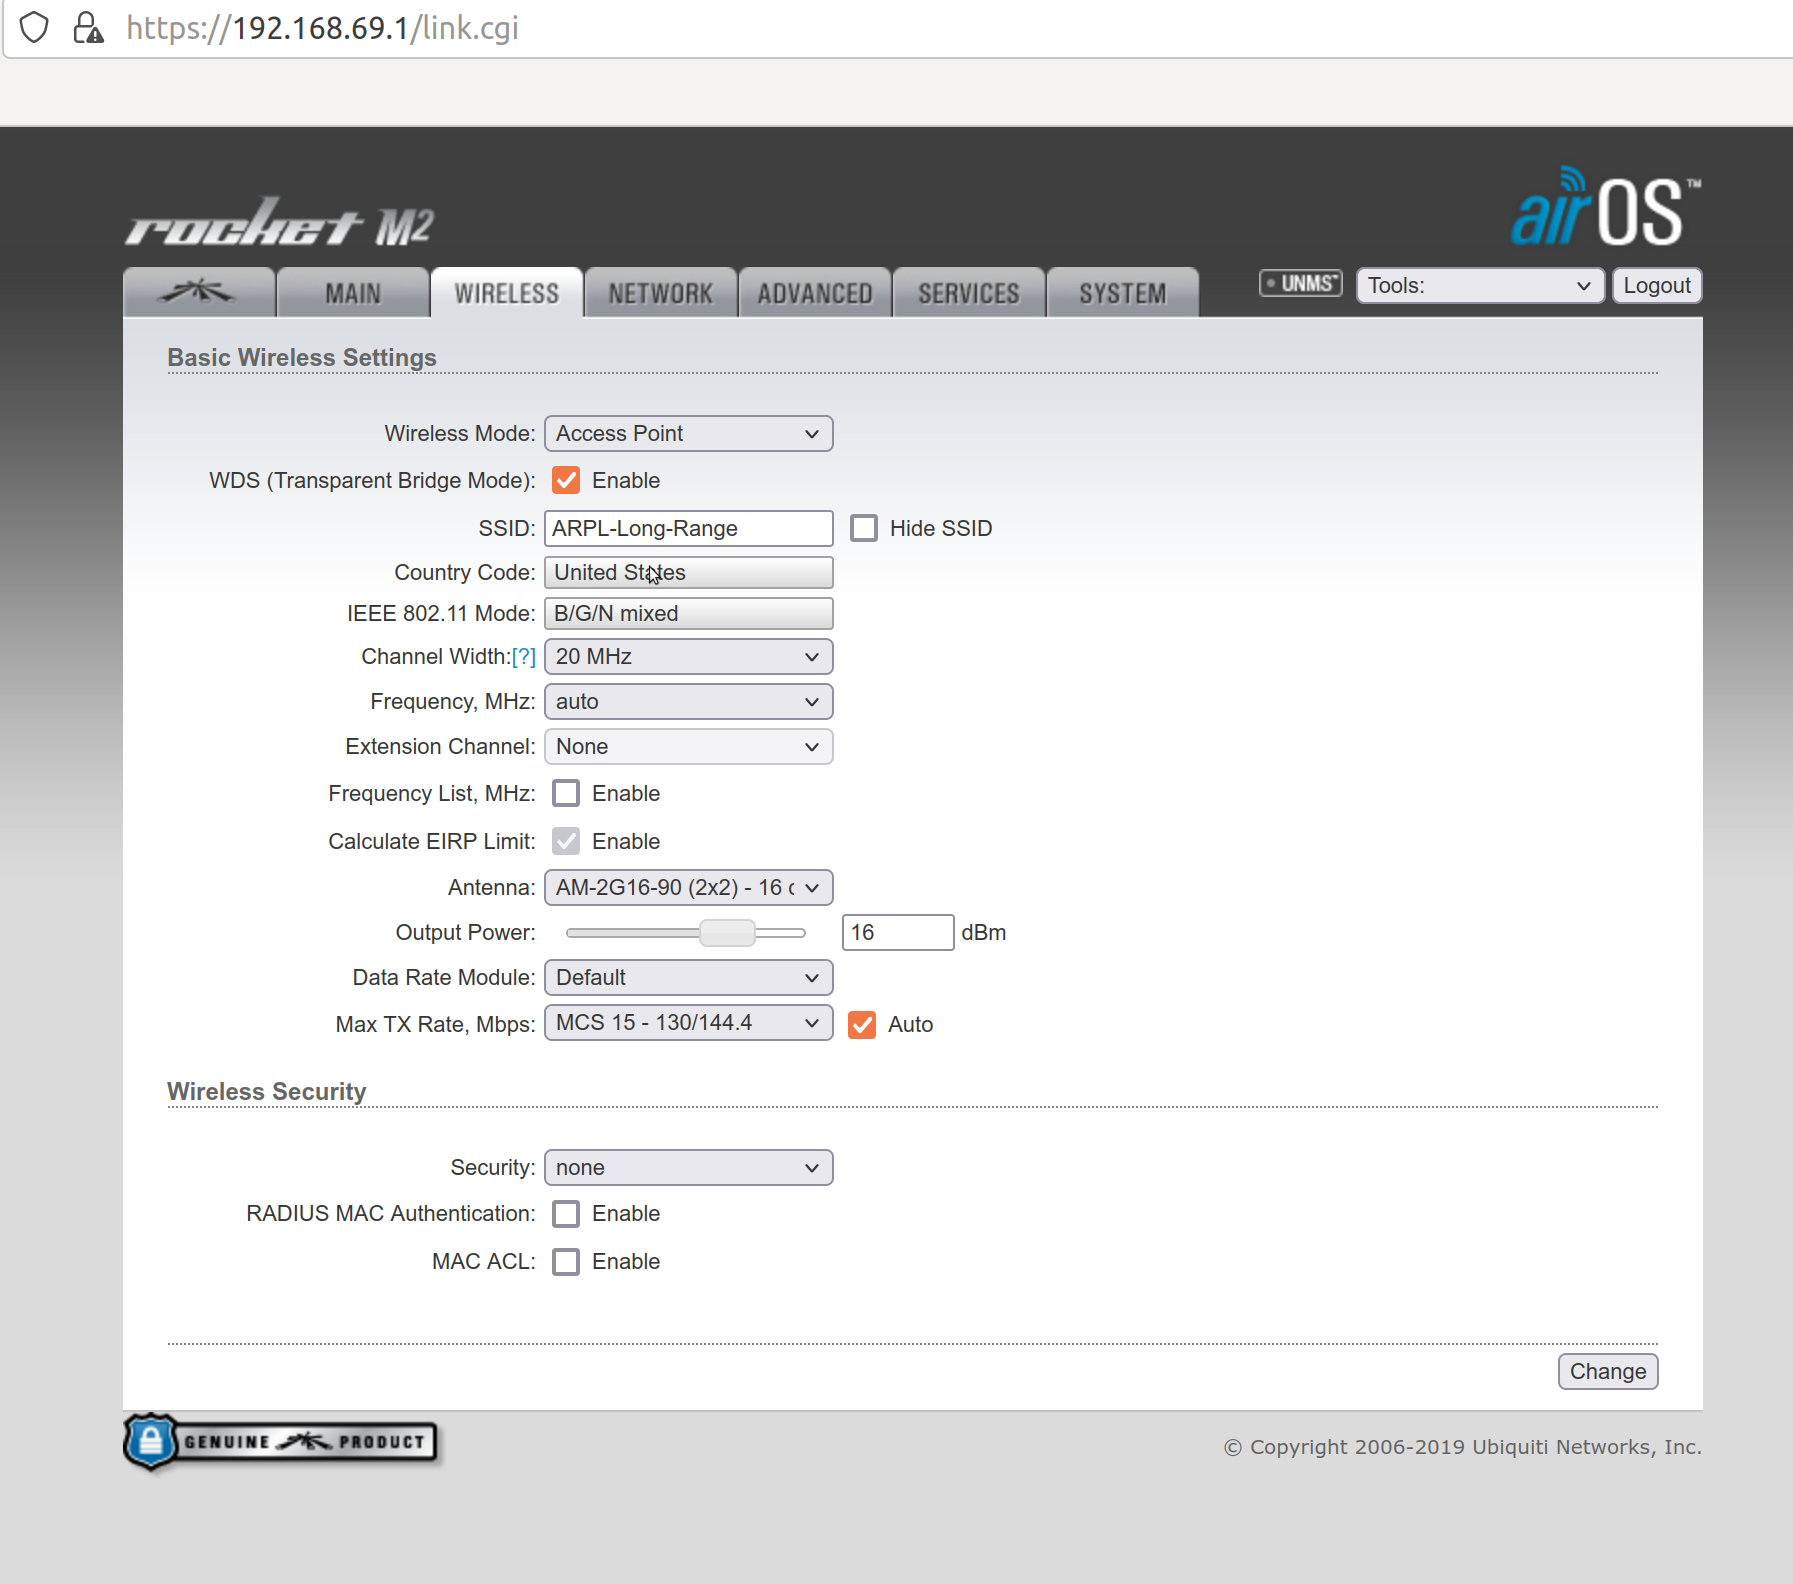 https://192.168.69.1/link.cgi
rocket M2
airOS™
MAIN WIRELESS NETWORK ADVANCED SERVICES SYSTEM UNMS™ Tools: Logout
Basic Wireless Settings
Wireless Mode: Access Point
WDS (Transparent Bridge Mode): Enable
SSID: ARPL-Long-Range Hide SSID
Country Code: United States
IEEE 802.11 Mode: B/G/N mixed
Channel Width:[?] 20 MHz
Frequency, MHz: auto
Extension Channel: None
Frequency List, MHz: Enable
Calculate EIRP Limit: Enable
Antenna: AM-2G16-90 (2x2) - 16
Output Power: 16 dBm
Data Rate Module: Default
Max TX Rate, Mbps: MCS 15 - 130/144.4 Auto
Wireless Security
Security: none
RADIUS MAC Authentication: Enable
MAC ACL: Enable
Change
GENUINE PRODUCT
© Copyright 2006-2019 Ubiquiti Networks, Inc.